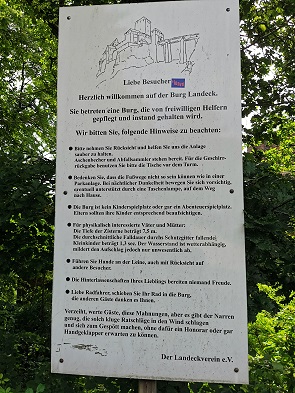 Liebe Besucher
Herzlich willkommen auf der Burg Landeck.
Sie betreten eine Burg, die von freiwilligen Helfern
gepflegt und instand gehalten wird.
Wir bitten Sie, folgende Hinweise zu beachten:
Bitte nehmen Sie Rücksicht und helfen Sie uns die Anlage
sauber zu halten.
Aschenbecher und Abfallsammler stehen bereit. Für die Geschirr-
rückgabe benutzen Sie bitte die Tische vor dem Turm.
Bedenken Sie, dass die Fußwege nicht so sein können wie in einer
Parkanlage. Bei nächtlicher Dunkelheit bewegen Sie sich vorsichtig,
eventuell unterstützt durch eine Taschenlampe, auf dem Weg
nach Hause.
Die Burg ist kein Kinderspielplatz oder gar ein Abenteuerspielplatz.
Eltern sollten ihre Kinder entsprechend beaufsichtigen.
Für physikalisch interessierte Väter und Mütter:
Die Tiefe der Zisterne beträgt 7,5 m.
Die durchschnittliche Falldauer durchs Schutzgitter fallender
Kleinkinder beträgt 1,3 sec. Der Wasserstand ist wetterabhängig,
mildert den Aufschlag jedoch nur unwesentlich ab.
Führen Sie Hunde an der Leine, auch mit Rücksicht auf
andere Besucher.
Die Hinterlassenschaften Ihres Lieblings bereiten niemand Freude.
Liebe Radfahrer, schieben Sie Ihr Rad in die Burg,
die anderen Gäste danken es Ihnen.
Verzeiht, werte Gäste, diese Mahnungen, aber es gibt der Narren
genug, die solch kluge Ratschläge in den Wind schlagen
und sich zum Gespött machen, ohne dafür ein Honorar oder gar
Handgeklapper erwarten zu können.
Der Landeckverein e.V.